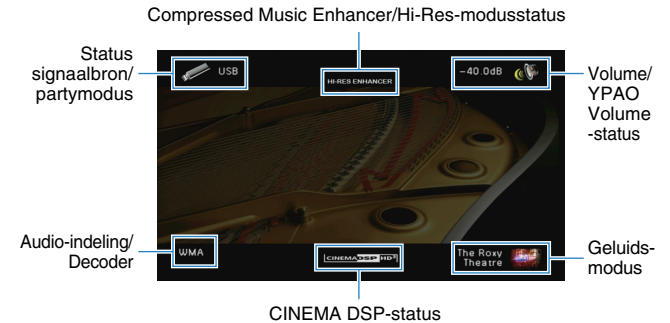 Compressed Music Enhancer/Hi-Res-modusstatus
Status
signaalbron/
partymodus
USB
HI-RES ENHANCER
-40.0dB
Volume/
YPAO
Volume
-status
Audio-indeling/
Decoder
WMA
CINEMA DSP HD³
The Roxy
Theatre
Geluids-
modus
CINEMA DSP-status